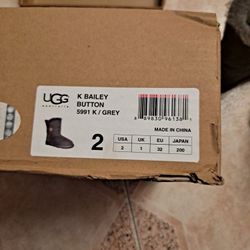 UGG
australia
K BAILEY
BUTTON
5991 K / GREY
2
MADE IN CHINA
USA UK EU JAPAN
2 1 32 200